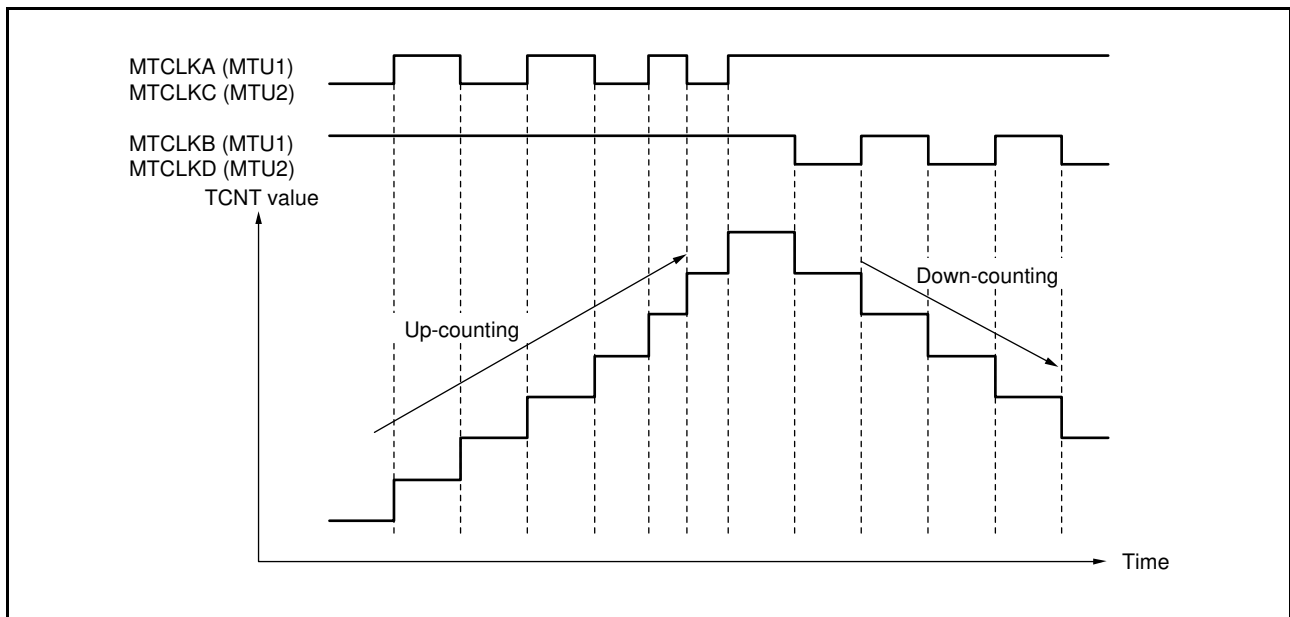 MTCLKA (MTU1)
MTCLKC (MTU2)
MTCLKB (MTU1)
MTCLKD (MTU2)
TCNT value
Down-counting
Up-counting
Time